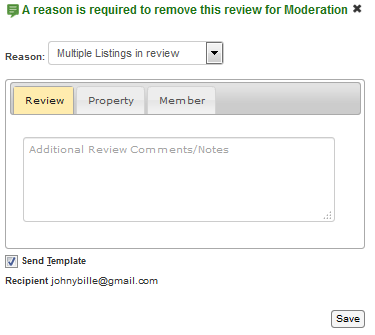 A reason is required to remove this review for Moderation
Reason: Multiple Listings in review
Review Property Member
Additional Review Comments/Notes
Send Template
Recipient johnybille@gmail.com
Save